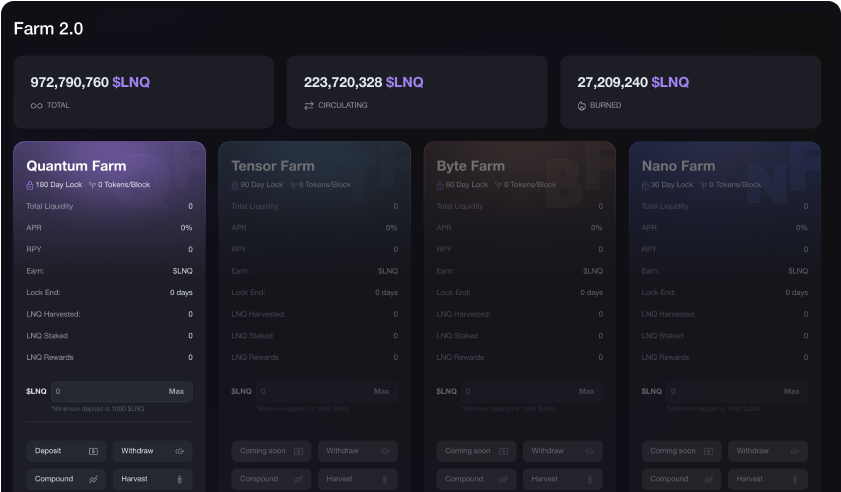 Farm 2.0
972,790,760 $LNQ
TOTAL
223,720,328 $LNQ
CIRCULATING
27,209,240 $LNQ
BURNED
Quantum Farm
180 Day Lock 0 Tokens/Block
Total Liquidity 0
APR 0%
RPY 0
Earn: $LNQ
Lock End: 0 days
LNQ Harvested: 0
LNQ Staked 0
LNQ Rewards 0
$LNQ 0 Max
*Minimum deposit is 1000 $LNQ
Deposit Withdraw
Compound Harvest
Tensor Farm
90 Day Lock 0 Tokens/Block
Total Liquidity 0
APR 0%
RPY 0
Earn: $LNQ
Lock End: 0 days
LNQ Harvested: 0
LNQ Staked 0
LNQ Rewards 0
$LNQ 0 Max
*Minimum deposit is 1000 $LNQ
Coming soon Withdraw
Compound Harvest
Byte Farm
60 Day Lock 0 Tokens/Block
Total Liquidity 0
APR 0%
RPY 0
Earn: $LNQ
Lock End: 0 days
LNQ Harvested: 0
LNQ Staked 0
LNQ Rewards 0
$LNQ 0 Max
*Minimum deposit is 1000 $LNQ
Coming soon Withdraw
Compound Harvest
Nano Farm
30 Day Lock 0 Tokens/Block
Total Liquidity 0
APR 0%
RPY 0
Earn: $LNQ
Lock End: 0 days
LNQ Harvested: 0
LNQ Staked 0
LNQ Rewards 0
$LNQ 0 Max
*Minimum deposit is 1000 $LNQ
Coming soon Withdraw
Compound Harvest